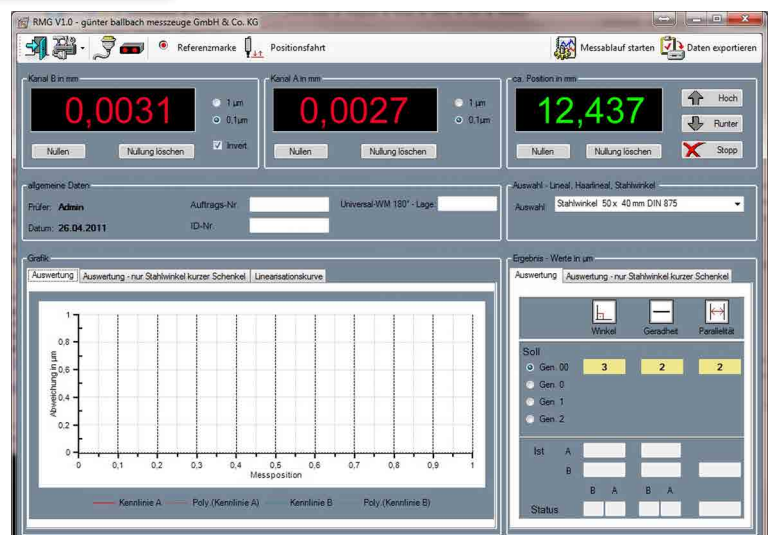 RMG V1.0 - günter ballbach messzeuge GmbH & Co. KG
Referenzmarke Positionsfahrt Messablauf starten Daten exportieren
Kanal B in mm
0,0031
1 µm
0.1µm
Nullen Nullung löschen Invert.
Kanal A in mm
0,0027
1 µm
0.1µm
Nullen Nullung löschen
ca. Position in mm
12,437
Hoch
Runter
Stopp
Nullen Nullung löschen
allgemeine Daten
Prüfer: Admin Auftrags-Nr. Universal-WM 180° - Lage:
Datum: 26.04.2011 ID-Nr.
Auswahl - Lineal, Haarlineal, Stahlwinkel
Auswahl: Stahlwinkel 50 x 40 mm DIN 875
Grafik
Auswertung Auswertung - nur Stahlwinkel kurzer Schenkel Linearisationskurve
Abweichung in µm
1
0,8
0,6
0,4
0,2
0
0 0,1 0,2 0,3 0,4 0,5 0,6 0,7 0,8 0,9 1
Messposition
Kennlinie A Poly.(Kennlinie A) Kennlinie B Poly.(Kennlinie B)
Ergebnis - Werte in µm
Auswertung Auswertung - nur Stahlwinkel kurzer Schenkel
Winkel Geradheit Parallelität
Soll
Gen. 00 3 2 2
Gen. 0
Gen. 1
Gen. 2
Ist A
B
B A B A
Status